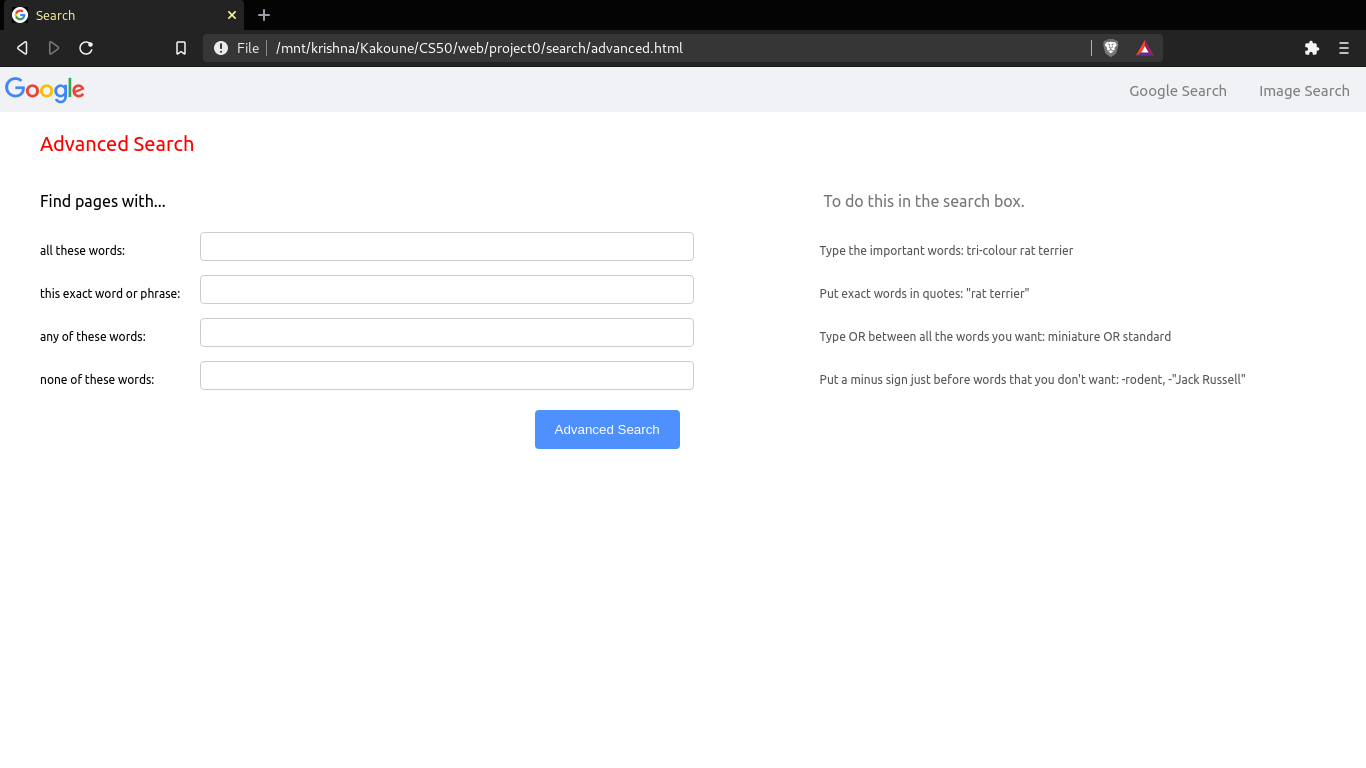 Search
File /mnt/krishna/Kakoune/CS50/web/project0/search/advanced.html
Google Google Search Image Search
Advanced Search
Find pages with... To do this in the search box.
all these words: Type the important words: tri-colour rat terrier
this exact word or phrase: Put exact words in quotes: "rat terrier"
any of these words: Type OR between all the words you want: miniature OR standard
none of these words: Put a minus sign just before words that you don't want: -rodent, -"Jack Russell"
Advanced Search